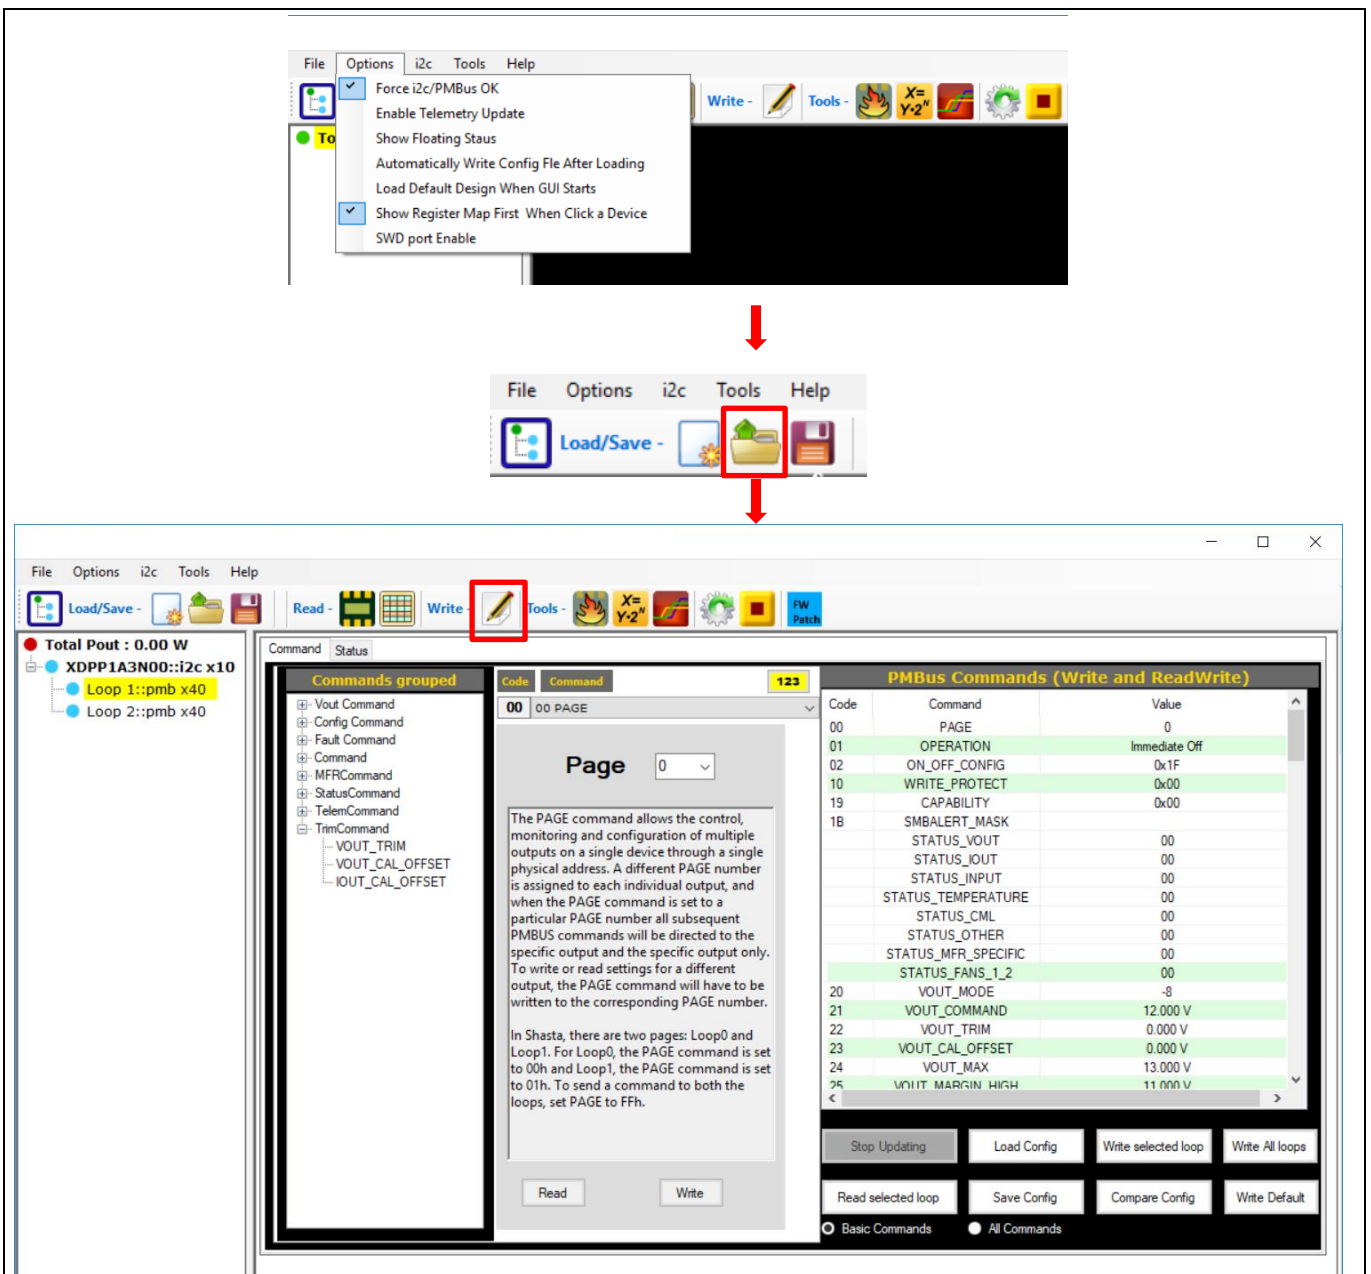 File Options i2c Tools Help
Force i2c/PMBus OK
Enable Telemetry Update
Show Floating Staus
Automatically Write Config Fle After Loading
Load Default Design When GUI Starts
Show Register Map First When Click a Device
SWD port Enable
To
Write -
Tools -
X=
Y·2ᴺ
File Options i2c Tools Help
Load/Save -
File Options i2c Tools Help
Load/Save -
Read -
Write -
Tools -
X=
Y·2ᴺ
FW
Patch
Total Pout : 0.00 W
XDPP1A3N00::i2c x10
Loop 1::pmb x40
Loop 2::pmb x40
Command Status
Commands grouped
Vout Command
Config Command
Fault Command
Command
MFRCommand
StatusCommand
TelemCommand
TrimCommand
VOUT_TRIM
VOUT_CAL_OFFSET
IOUT_CAL_OFFSET
Code Command 123
00 00 PAGE
Page 0
The PAGE command allows the control,
monitoring and configuration of multiple
outputs on a single device through a single
physical address. A different PAGE number
is assigned to each individual output, and
when the PAGE command is set to a
particular PAGE number all subsequent
PMBUS commands will be directed to the
specific output and the specific output only.
To write or read settings for a different
output, the PAGE command will have to be
written to the corresponding PAGE number.
In Shasta, there are two pages: Loop0 and
Loop1. For Loop0, the PAGE command is set
to 00h and Loop1, the PAGE command is set
to 01h. To send a command to both the
loops, set PAGE to FFh.
Read Write
PMBus Commands (Write and ReadWrite)
Code Command Value
00 PAGE 0
01 OPERATION Immediate Off
02 ON_OFF_CONFIG 0x1F
10 WRITE_PROTECT 0x00
19 CAPABILITY 0x00
1B SMBALERT_MASK
STATUS_VOUT 00
STATUS_IOUT 00
STATUS_INPUT 00
STATUS_TEMPERATURE 00
STATUS_CML 00
STATUS_OTHER 00
STATUS_MFR_SPECIFIC 00
STATUS_FANS_1_2 00
20 VOUT_MODE -8
21 VOUT_COMMAND 12.000 V
22 VOUT_TRIM 0.000 V
23 VOUT_CAL_OFFSET 0.000 V
24 VOUT_MAX 13.000 V
25 VOUT_MARGIN_HIGH 11.000 V
Stop Updating Load Config Write selected loop Write All loops
Read selected loop Save Config Compare Config Write Default
Basic Commands All Commands